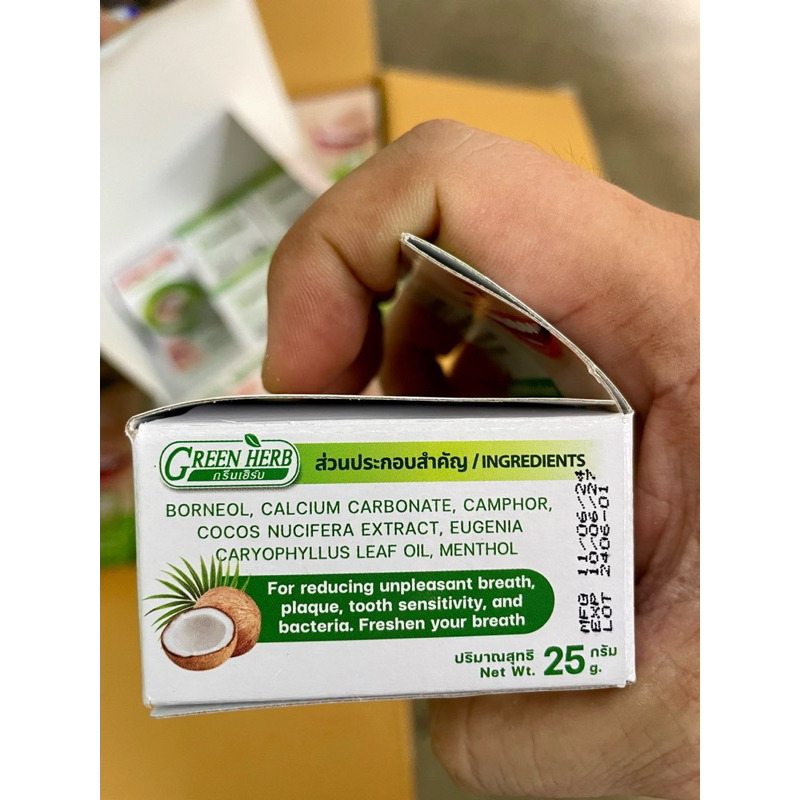 GREEN HERB
กรีนเฮิร์บ
ส่วนประกอบสำคัญ / INGREDIENTS
BORNEOL, CALCIUM CARBONATE, CAMPHOR,
COCOS NUCIFERA EXTRACT, EUGENIA
CARYOPHYLLUS LEAF OIL, MENTHOL
For reducing unpleasant breath,
plaque, tooth sensitivity, and
bacteria. Freshen your breath
ปริมาณสุทธิ 25 กรัม
Net Wt. g.
MFG 11/06/24
EXP 10/06/27
LOT 2406-01